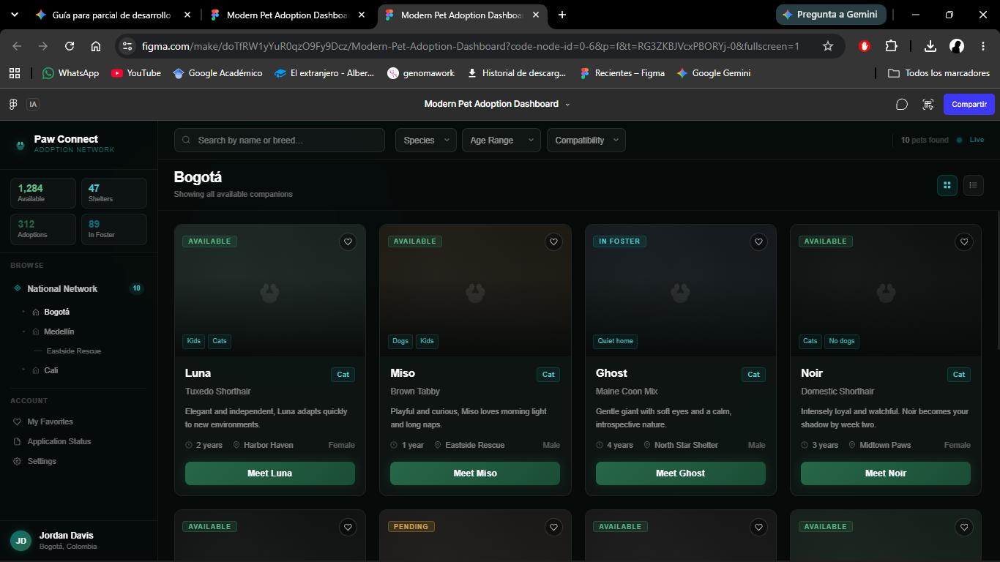 Guía para parcial de desarrollo
Modern Pet Adoption Dashboa
Modern Pet Adoption Dashboa
Pregunta a Gemini
figma.com/make/doTfRW1yYuR0qzO9Fy9Dcz/Modern-Pet-Adoption-Dashboard?code-node-id=0-6&p=f&t=RG3ZKBJVcxPBORYj-0&fullscreen=1
WhatsApp
YouTube
Google Académico
El extranjero - Alber...
genomawork
Historial de descarg...
Recientes – Figma
Google Gemini
Todos los marcadores
IA
Modern Pet Adoption Dashboard
Compartir
Paw Connect
ADOPTION NETWORK
1,284
Available
47
Shelters
312
Adoptions
89
In Foster
BROWSE
National Network
10
Bogotá
Medellín
Eastside Rescue
Cali
ACCOUNT
My Favorites
Application Status
Settings
JD
Jordan Davis
Bogotá, Colombia
Search by name or breed...
Species
Age Range
Compatibility
10 pets found
Live
Bogotá
Showing all available companions
AVAILABLE
Kids
Cats
Luna
Cat
Tuxedo Shorthair
Elegant and independent, Luna adapts quickly
to new environments.
2 years
Harbor Haven
Female
Meet Luna
AVAILABLE
Dogs
Kids
Miso
Cat
Brown Tabby
Playful and curious, Miso loves morning light
and long naps.
1 year
Eastside Rescue
Male
Meet Miso
IN FOSTER
Quiet home
Ghost
Cat
Maine Coon Mix
Gentle giant with soft eyes and a calm,
introspective nature.
4 years
North Star Shelter
Male
Meet Ghost
AVAILABLE
Cats
No dogs
Noir
Cat
Domestic Shorthair
Intensely loyal and watchful. Noir becomes your
shadow by week two.
3 years
Midtown Paws
Female
Meet Noir
AVAILABLE
PENDING
AVAILABLE
AVAILABLE